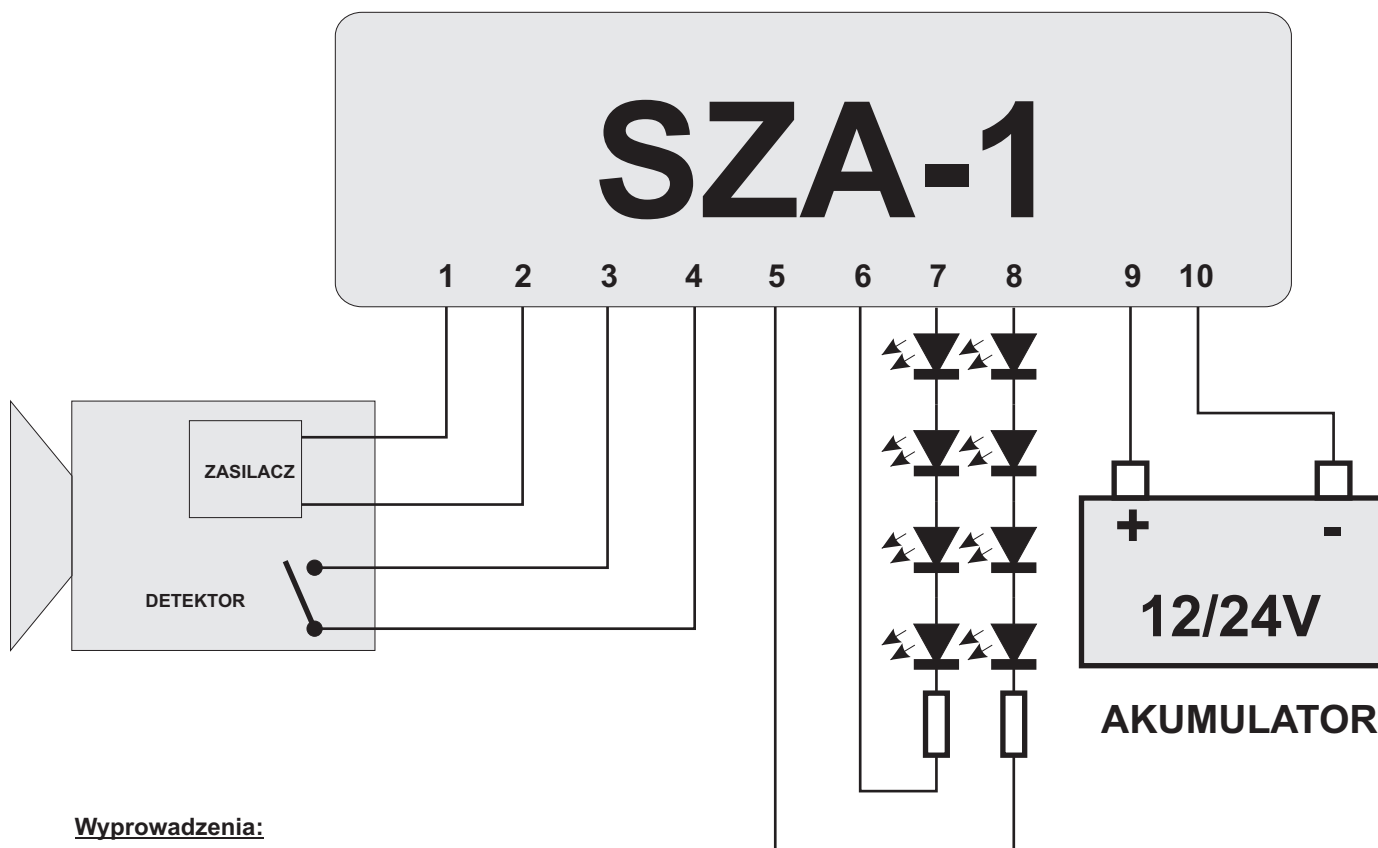 SZA-1
1 2 3 4 5 6 7 8 9 10
ZASILACZ
DETEKTOR
+ -
12/24V
AKUMULATOR
Wyprowadzenia: